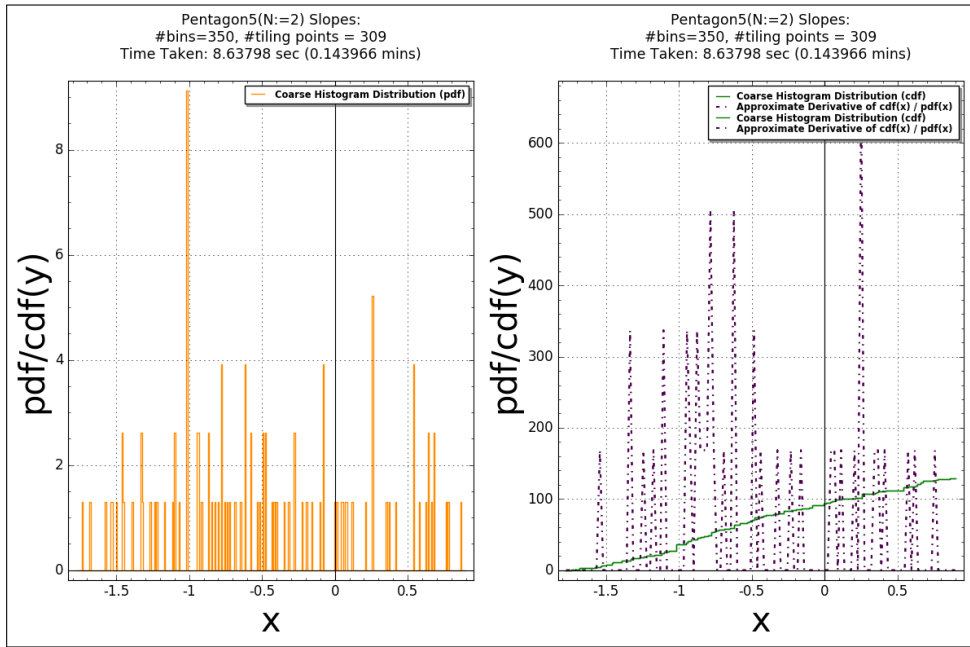 Pentagon5(N:=2) Slopes:
#bins=350, #tiling points = 309
Time Taken: 8.63798 sec (0.143966 mins)
Coarse Histogram Distribution (pdf)
8
6
4
2
0
-1.5 -1 -0.5 0 0.5
pdf/cdf(y)
x
Pentagon5(N:=2) Slopes:
#bins=350, #tiling points = 309
Time Taken: 8.63798 sec (0.143966 mins)
Coarse Histogram Distribution (cdf)
Approximate Derivative of cdf(x) / pdf(x)
Coarse Histogram Distribution (cdf)
Approximate Derivative of cdf(x) / pdf(x)
600
500
400
300
200
100
0
-1.5 -1 -0.5 0 0.5
pdf/cdf(y)
x